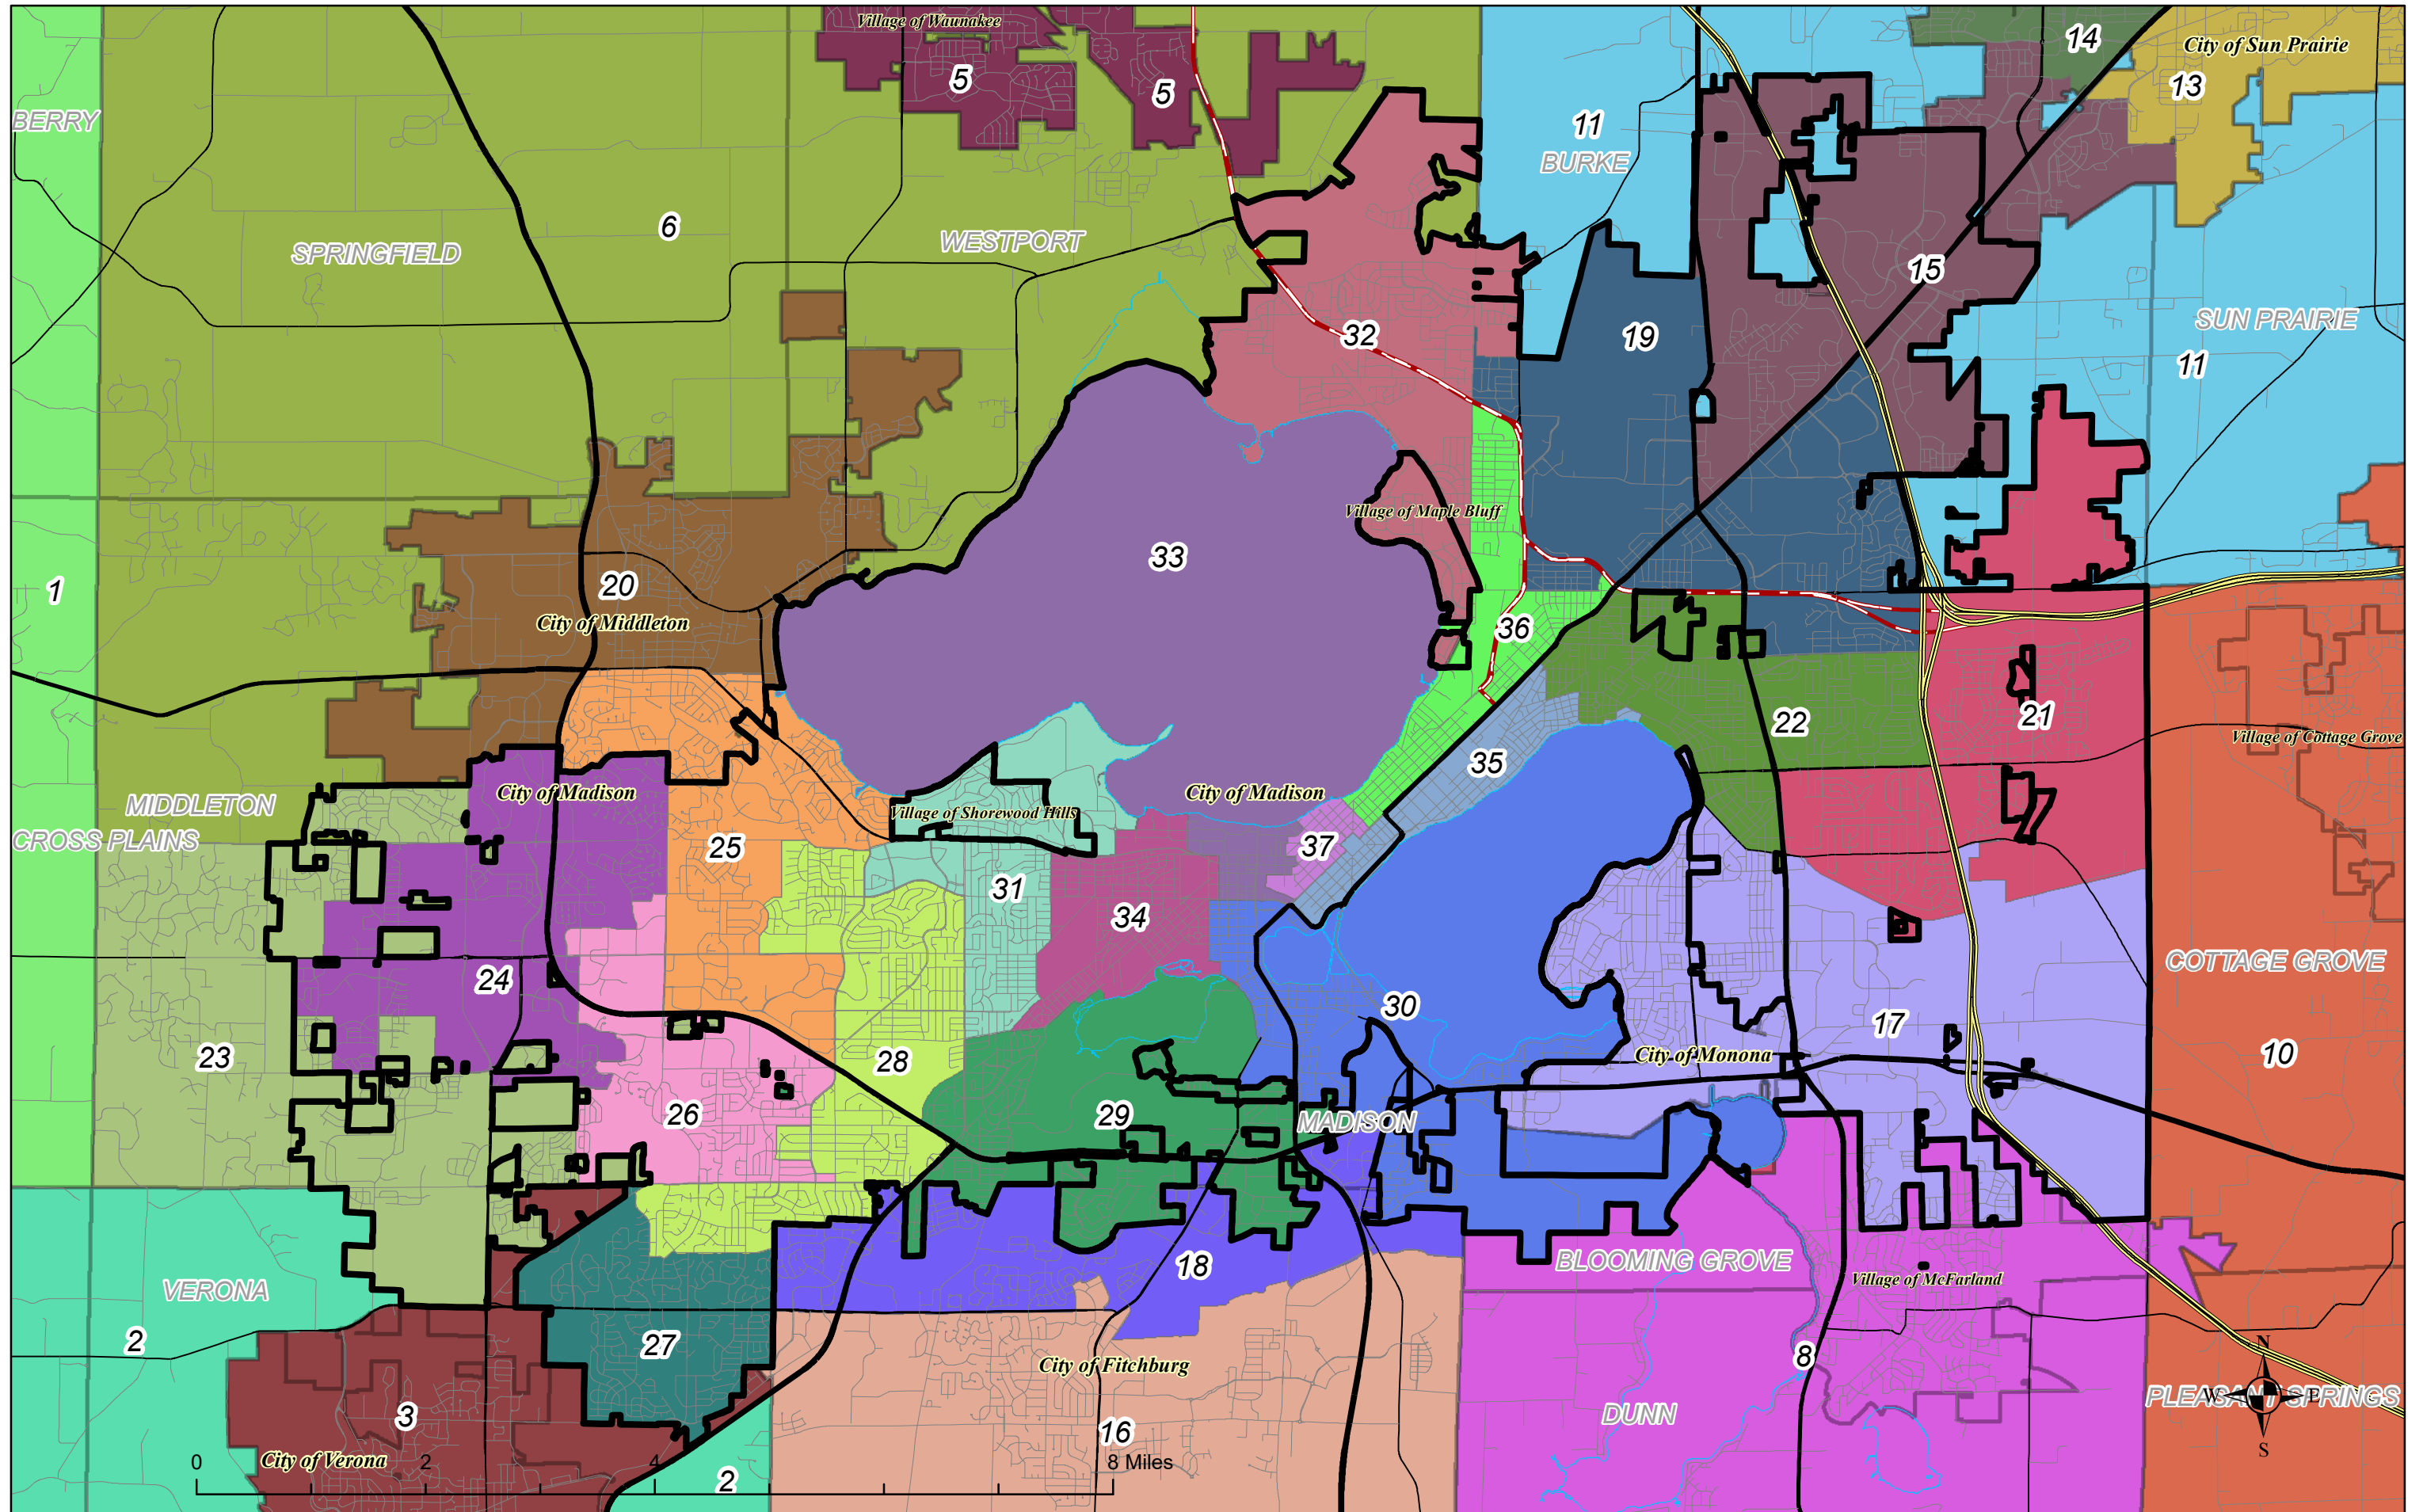 Village of Waunakee
14
City of Sun Prairie
5
5
13
BERRY
11
BURKE
6
SPRINGFIELD
WESTPORT
15
32
19
SUN PRAIRIE
11
Village of Maple Bluff
33
1
20
City of Middleton
36
21
22
Village of Cottage Grove
35
City of Madison
City of Madison
MIDDLETON
Village of Shorewood Hills
CROSS PLAINS
25
37
31
34
COTTAGE GROVE
24
30
17
23
28
City of Monona
10
26
29
MADISON
18
BLOOMING GROVE
Village of McFarland
VERONA
2
27
N
City of Fitchburg
8
W E
PLEASANT SPRINGS
3
DUNN
16
S
City of Verona
0 2 4 8 Miles
2